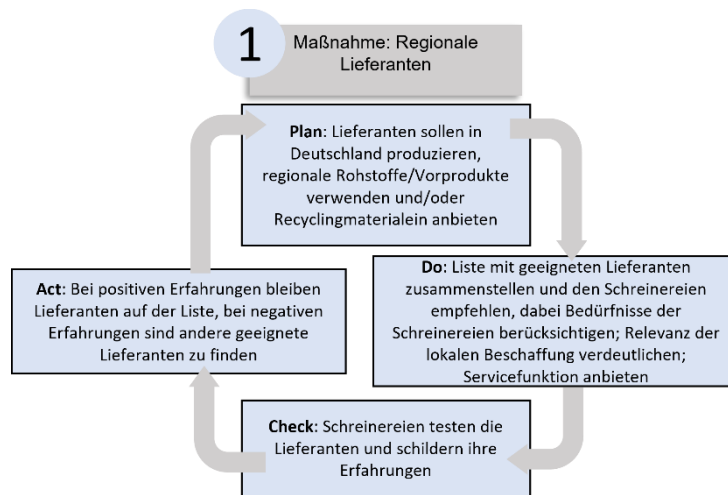 1
Maßnahme: Regionale
Lieferanten
Plan: Lieferanten sollen in
Deutschland produzieren,
regionale Rohstoffe/Vorprodukte
verwenden und/oder
Recyclingmaterialein anbieten
Do: Liste mit geeigneten Lieferanten
zusammenstellen und den Schreinereien
empfehlen, dabei Bedürfnisse der
Schreinereien berücksichtigen; Relevanz der
lokalen Beschaffung verdeutlichen;
Servicefunktion anbieten
Check: Schreinereien testen die
Lieferanten und schildern ihre
Erfahrungen
Act: Bei positiven Erfahrungen bleiben
Lieferanten auf der Liste, bei negativen
Erfahrungen sind andere geeignete
Lieferanten zu finden